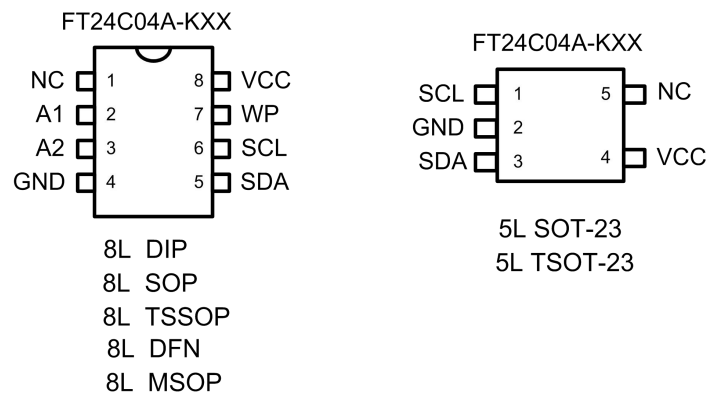 FT24C04A-KXX
NC 1 8 VCC
A1 2 7 WP
A2 3 6 SCL
GND 4 5 SDA
8L DIP
8L SOP
8L TSSOP
8L DFN
8L MSOP
FT24C04A-KXX
SCL 1 5 NC
GND 2
SDA 3 4 VCC
5L SOT-23
5L TSOT-23